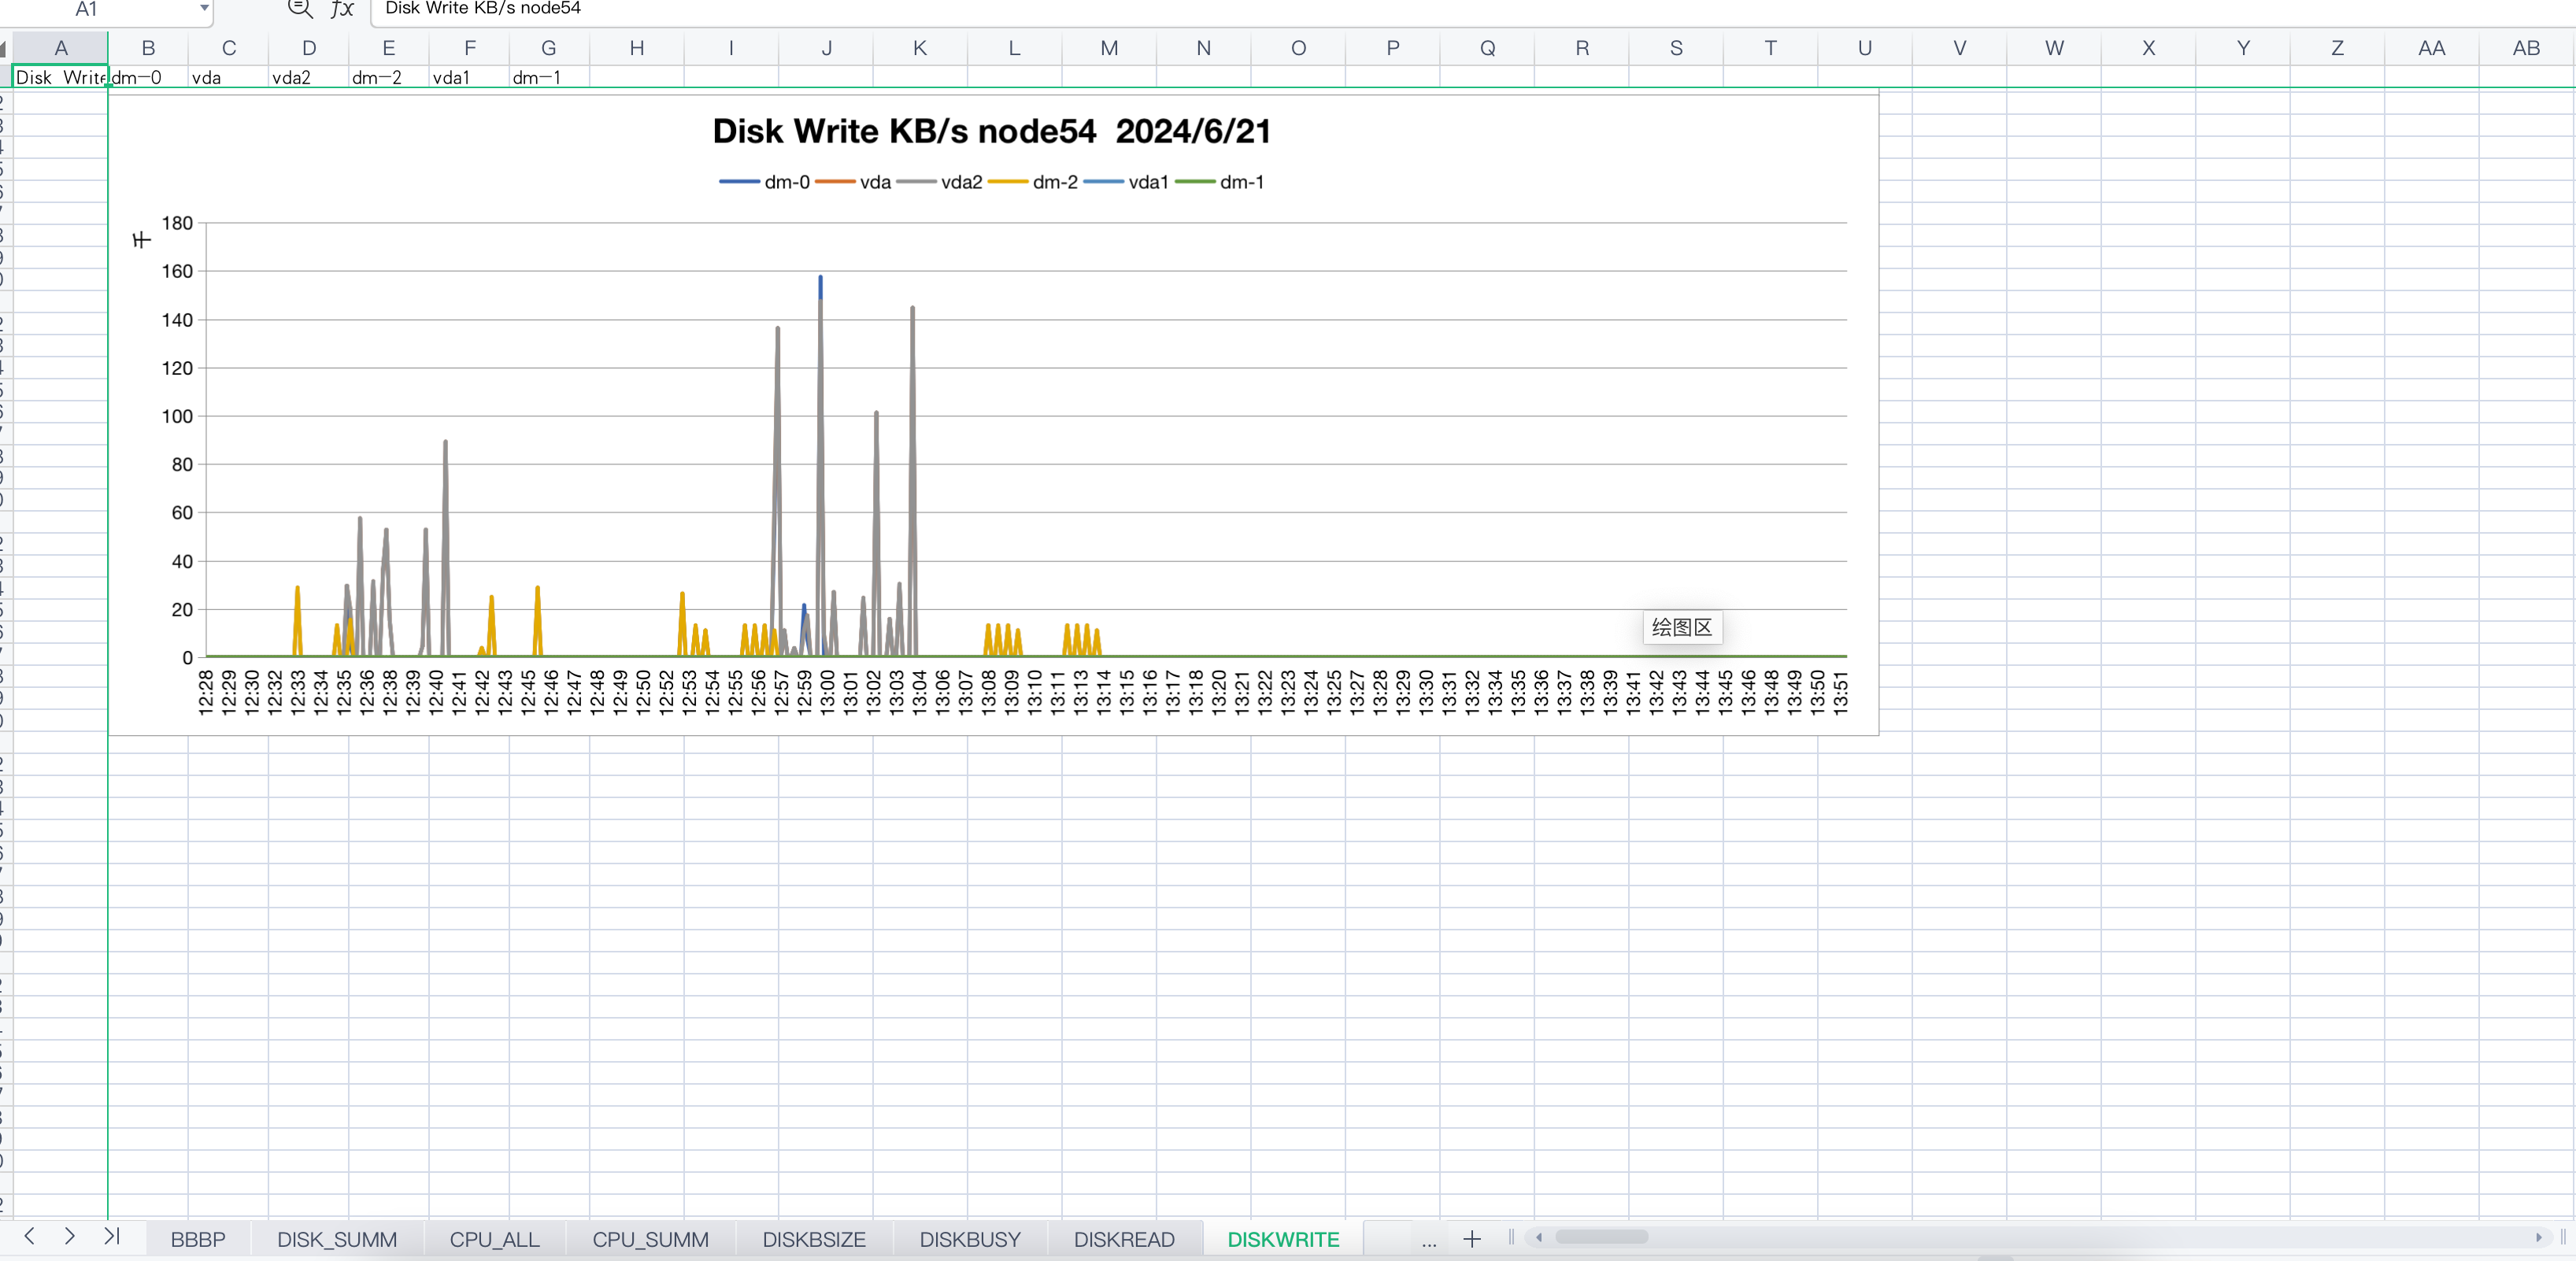 A1 fx Disk Write KB/s node54
A B C D E F G H I J K L M N O P Q R S T U V W X Y Z AA AB
Disk Write dm-0 vda vda2 dm-2 vda1 dm-1
Disk Write KB/s node54 2024/6/21
dm-0 vda vda2 dm-2 vda1 dm-1
千
180
160
140
120
100
80
60
40
20
0
绘图区
12:28 12:29 12:30 12:32 12:33 12:34 12:35 12:36 12:38 12:39 12:40 12:41 12:42 12:43 12:45 12:46 12:47 12:48 12:49 12:50 12:52 12:53 12:54 12:55 12:56 12:57 12:59 13:00 13:01 13:02 13:03 13:04 13:06 13:07 13:08 13:09 13:10 13:11 13:13 13:14 13:15 13:16 13:17 13:18 13:20 13:21 13:22 13:23 13:24 13:25 13:27 13:28 13:29 13:30 13:31 13:32 13:34 13:35 13:36 13:37 13:38 13:39 13:41 13:42 13:43 13:44 13:45 13:46 13:48 13:49 13:50 13:51
BBBP DISK_SUMM CPU_ALL CPU_SUMM DISKBSIZE DISKBUSY DISKREAD DISKWRITE ... +